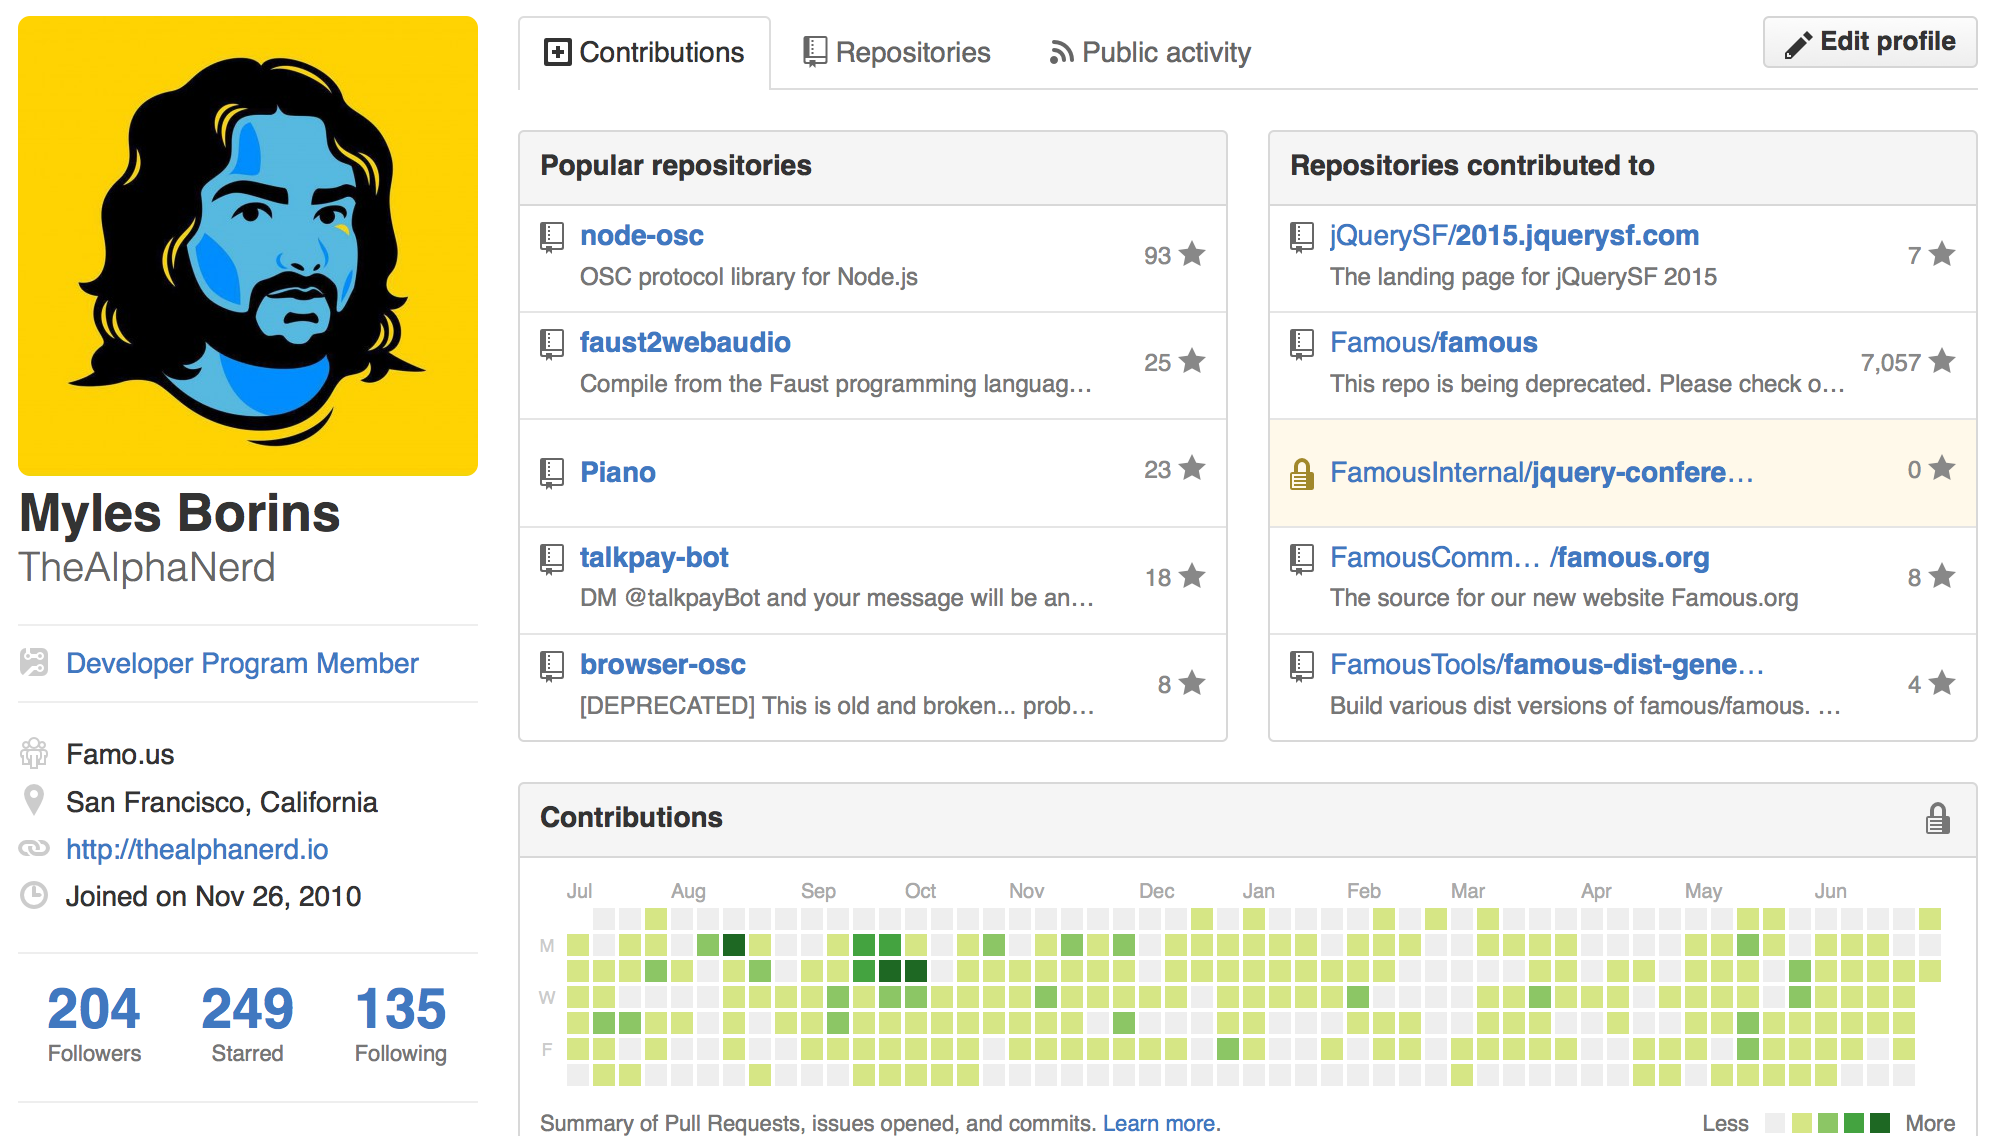 Contributions
Repositories
Public activity
Edit profile
Myles Borins
TheAlphaNerd
Developer Program Member
Famo.us
San Francisco, California
http://thealphanerd.io
Joined on Nov 26, 2010
204 249 135
Followers Starred Following
Popular repositories
node-osc
OSC protocol library for Node.js
93
faust2webaudio
Compile from the Faust programming languag…
25
Piano
23
talkpay-bot
DM @talkpayBot and your message will be an…
18
browser-osc
[DEPRECATED] This is old and broken... prob…
8
Repositories contributed to
jQuerySF/2015.jquerysf.com
The landing page for jQuerySF 2015
7
Famous/famous
This repo is being deprecated. Please check o…
7,057
FamousInternal/jquery-confere…
0
FamousComm… /famous.org
The source for our new website Famous.org
8
FamousTools/famous-dist-gene…
Build various dist versions of famous/famous. …
4
Contributions
Jul Aug Sep Oct Nov Dec Jan Feb Mar Apr May Jun
M
W
F
Summary of Pull Requests, issues opened, and commits. Learn more.
Less More